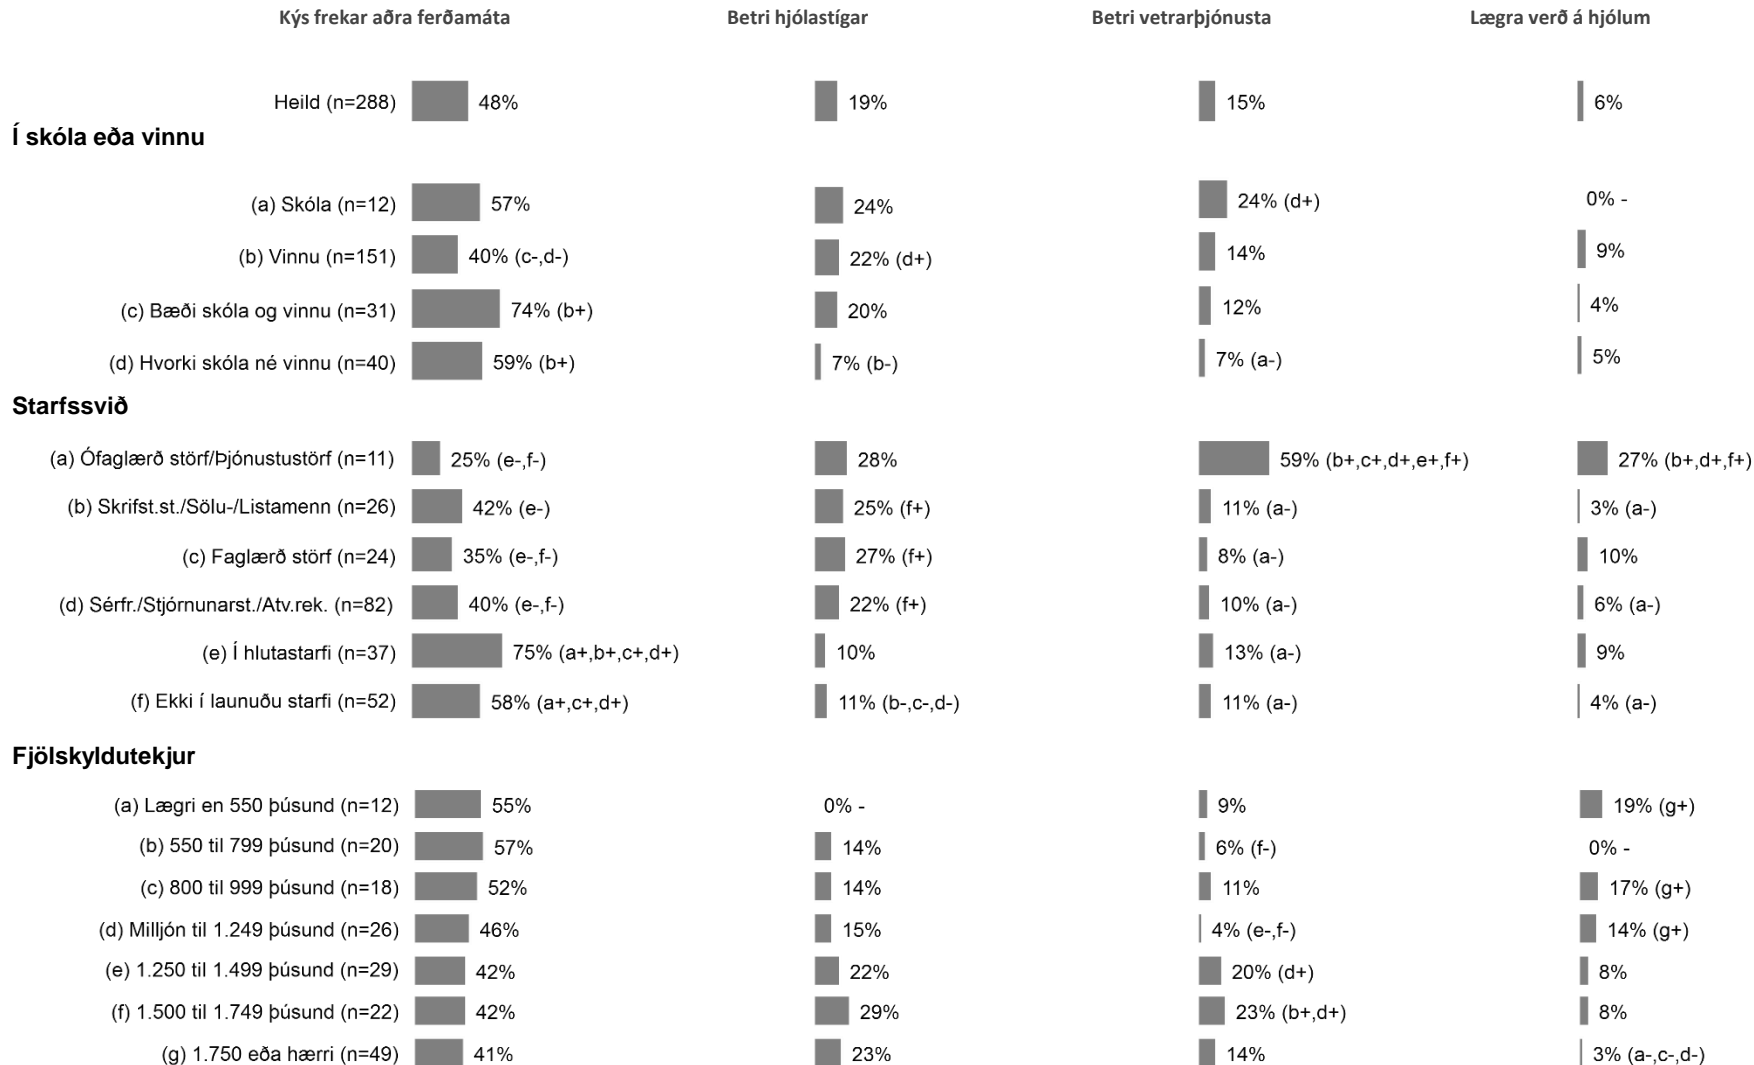 Kýs frekar aðra ferðamáta Betri hjólastígar Betri vetrarþjónusta Lægra verð á hjólum
Heild (n=288) 48% 19% 15% 6%
Í skóla eða vinnu
(a) Skóla (n=12) 57% 24% 24% (d+) 0% -
(b) Vinnu (n=151) 40% (c-,d-) 22% (d+) 14% 9%
(c) Bæði skóla og vinnu (n=31) 74% (b+) 20% 12% 4%
(d) Hvorki skóla né vinnu (n=40) 59% (b+) 7% (b-) 7% (a-) 5%
Starfssvið
(a) Ófaglærð störf/Þjónustustörf (n=11) 25% (e-,f-) 28% 59% (b+,c+,d+,e+,f+) 27% (b+,d+,f+)
(b) Skrifst.st./Sölu-/Listamenn (n=26) 42% (e-) 25% (f+) 11% (a-) 3% (a-)
(c) Faglærð störf (n=24) 35% (e-,f-) 27% (f+) 8% (a-) 10%
(d) Sérfr./Stjórnunarst./Atv.rek. (n=82) 40% (e-,f-) 22% (f+) 10% (a-) 6% (a-)
(e) Í hlutastarfi (n=37) 75% (a+,b+,c+,d+) 10% 13% (a-) 9%
(f) Ekki í launuðu starfi (n=52) 58% (a+,c+,d+) 11% (b-,c-,d-) 11% (a-) 4% (a-)
Fjölskyldutekjur
(a) Lægri en 550 þúsund (n=12) 55% 0% - 9% 19% (g+)
(b) 550 til 799 þúsund (n=20) 57% 14% 6% (f-) 0% -
(c) 800 til 999 þúsund (n=18) 52% 14% 11% 17% (g+)
(d) Milljón til 1.249 þúsund (n=26) 46% 15% 4% (e-,f-) 14% (g+)
(e) 1.250 til 1.499 þúsund (n=29) 42% 22% 20% (d+) 8%
(f) 1.500 til 1.749 þúsund (n=22) 42% 29% 23% (b+,d+) 8%
(g) 1.750 eða hærri (n=49) 41% 23% 14% 3% (a-,c-,d-)